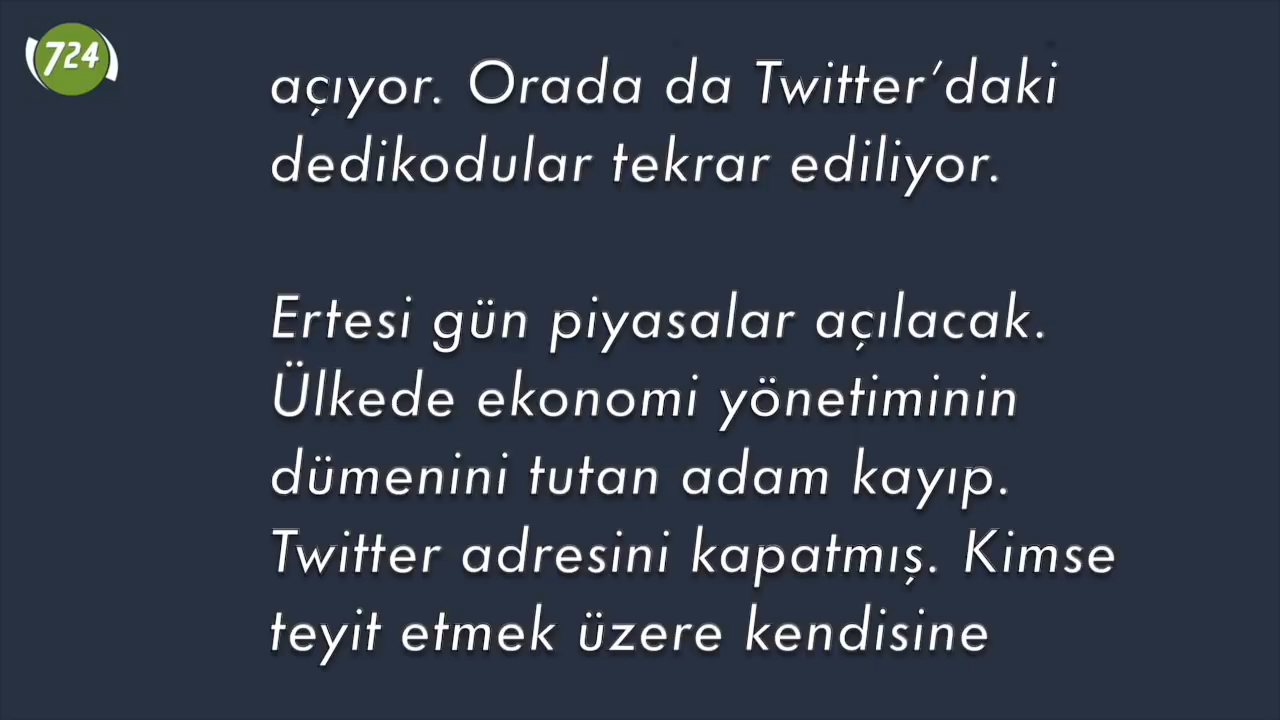 724
açıyor. Orada da Twitter'daki
dedikodular tekrar ediliyor.
Ertesi gün piyasalar açılacak.
Ülkede ekonomi yönetiminin
dümenini tutan adam kayıp.
Twitter adresini kapatmış. Kimse
teyit etmek üzere kendisine